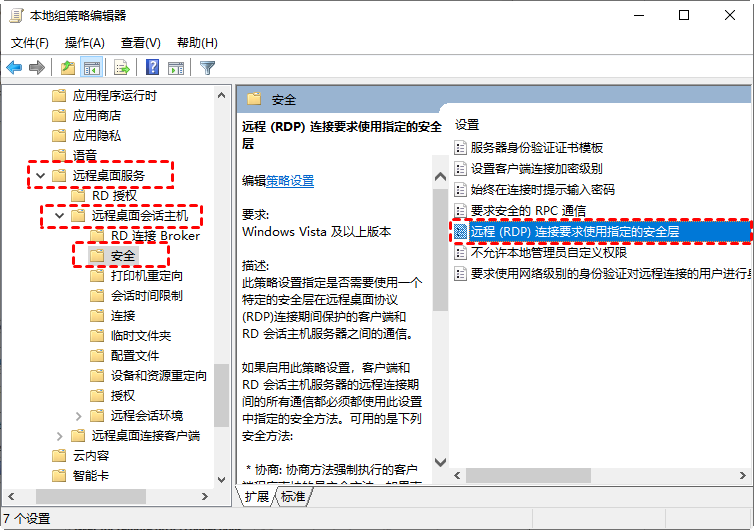 本地组策略编辑器
文件(F) 操作(A) 查看(V) 帮助(H)
应用程序运行时
应用商店
应用隐私
语音
远程桌面服务
RD 授权
远程桌面会话主机
RD 连接 Broker
安全
打印机重定向
会话时间限制
连接
临时文件夹
配置文件
设备和资源重定向
授权
远程会话环境
远程桌面连接客户端
云内容
智能卡
安全
远程 (RDP) 连接要求使用指定的安全
层
编辑策略设置
要求:
Windows Vista 及以上版本
描述:
此策略设置指定是否需要使用一个
特定的安全层在远程桌面协议
(RDP)连接期间保护的客户端和
RD 会话主机服务器之间的通信。
如果启用此策略设置，客户端和
RD 会话主机服务器的远程连接期
间的所有通信都必须都使用此设置
中指定的安全方法。可用的是下列
安全方法:
* 协商: 协商方法强制执行的客户
设置
服务器身份验证证书模板
设置客户端连接加密级别
始终在连接时提示输入密码
要求安全的 RPC 通信
远程 (RDP) 连接要求使用指定的安全层
不允许本地管理员自定义权限
要求使用网络级别的身份验证对远程连接的用户进行
扩展 标准
7 个设置